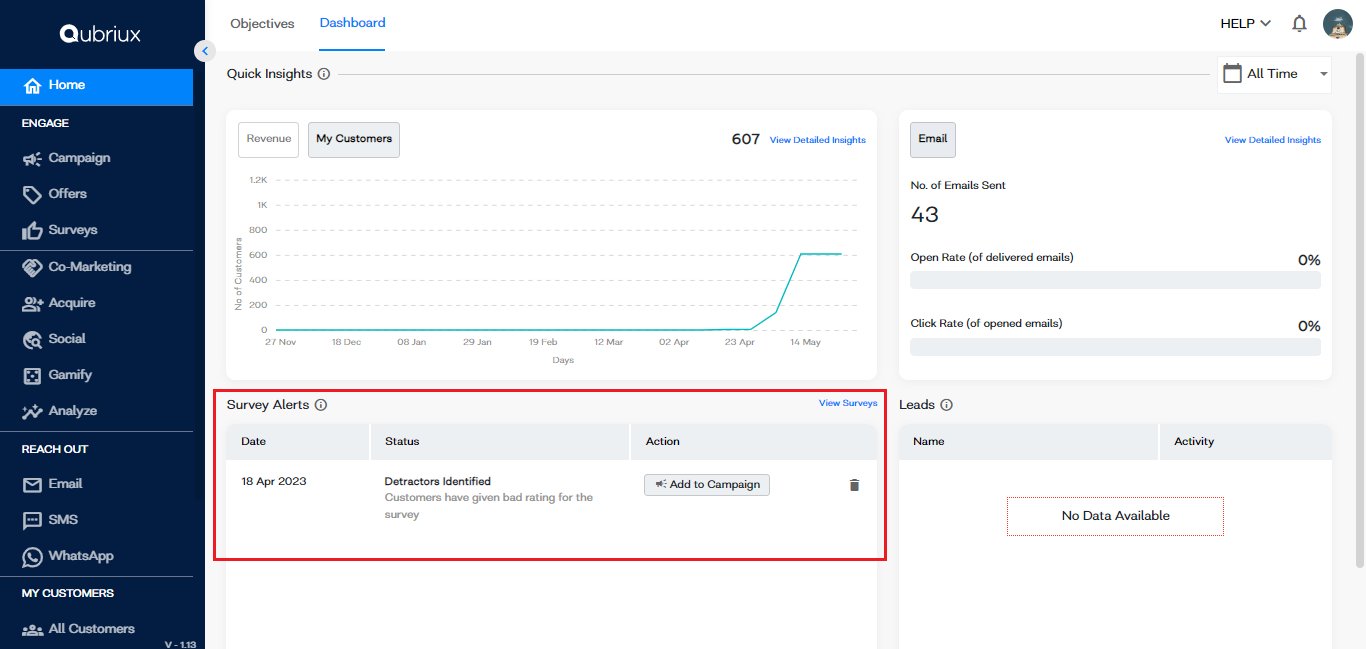 Qubriux
Home
ENGAGE
Campaign
Offers
Surveys
Co-Marketing
Acquire
Social
Gamify
Analyze
REACH OUT
Email
SMS
WhatsApp
MY CUSTOMERS
All Customers
V - 1.13
Objectives Dashboard
HELP
Quick Insights
All Time
Revenue My Customers 607 View Detailed Insights
1.2K
1K
800
600
400
200
0
No of Customers
27 Nov 18 Dec 08 Jan 29 Jan 19 Feb 12 Mar 02 Apr 23 Apr 14 May
Days
Email View Detailed Insights
No. of Emails Sent
43
Open Rate (of delivered emails) 0%
Click Rate (of opened emails) 0%
Survey Alerts View Surveys
Date Status Action
18 Apr 2023 Detractors Identified Add to Campaign
Customers have given bad rating for the
survey
Leads
Name Activity
No Data Available